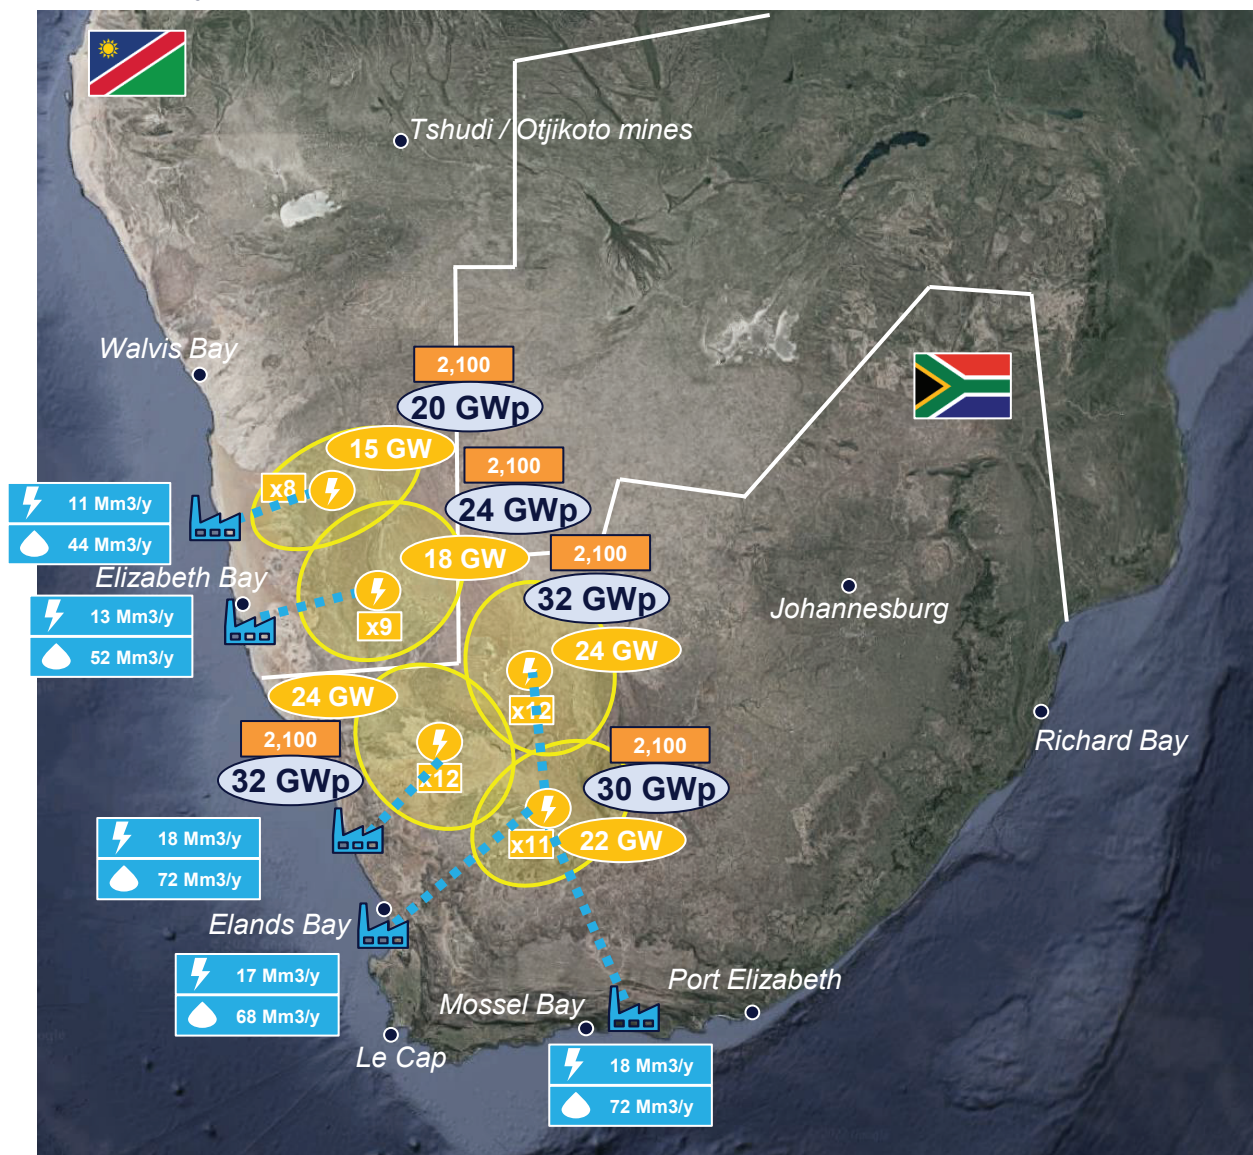 Tshudi / Otjikoto mines
Walvis Bay
2,100
20 GWp
15 GW
x8
2,100
24 GWp
11 Mm3/y
44 Mm3/y
18 GW
2,100
32 GWp
Elizabeth Bay
x9
13 Mm3/y
52 Mm3/y
Johannesburg
24 GW
x12
24 GW
2,100
32 GWp
x12
2,100
30 GWp
Richard Bay
x11
22 GW
18 Mm3/y
72 Mm3/y
Elands Bay
17 Mm3/y
68 Mm3/y
Mossel Bay
Port Elizabeth
Le Cap
18 Mm3/y
72 Mm3/y